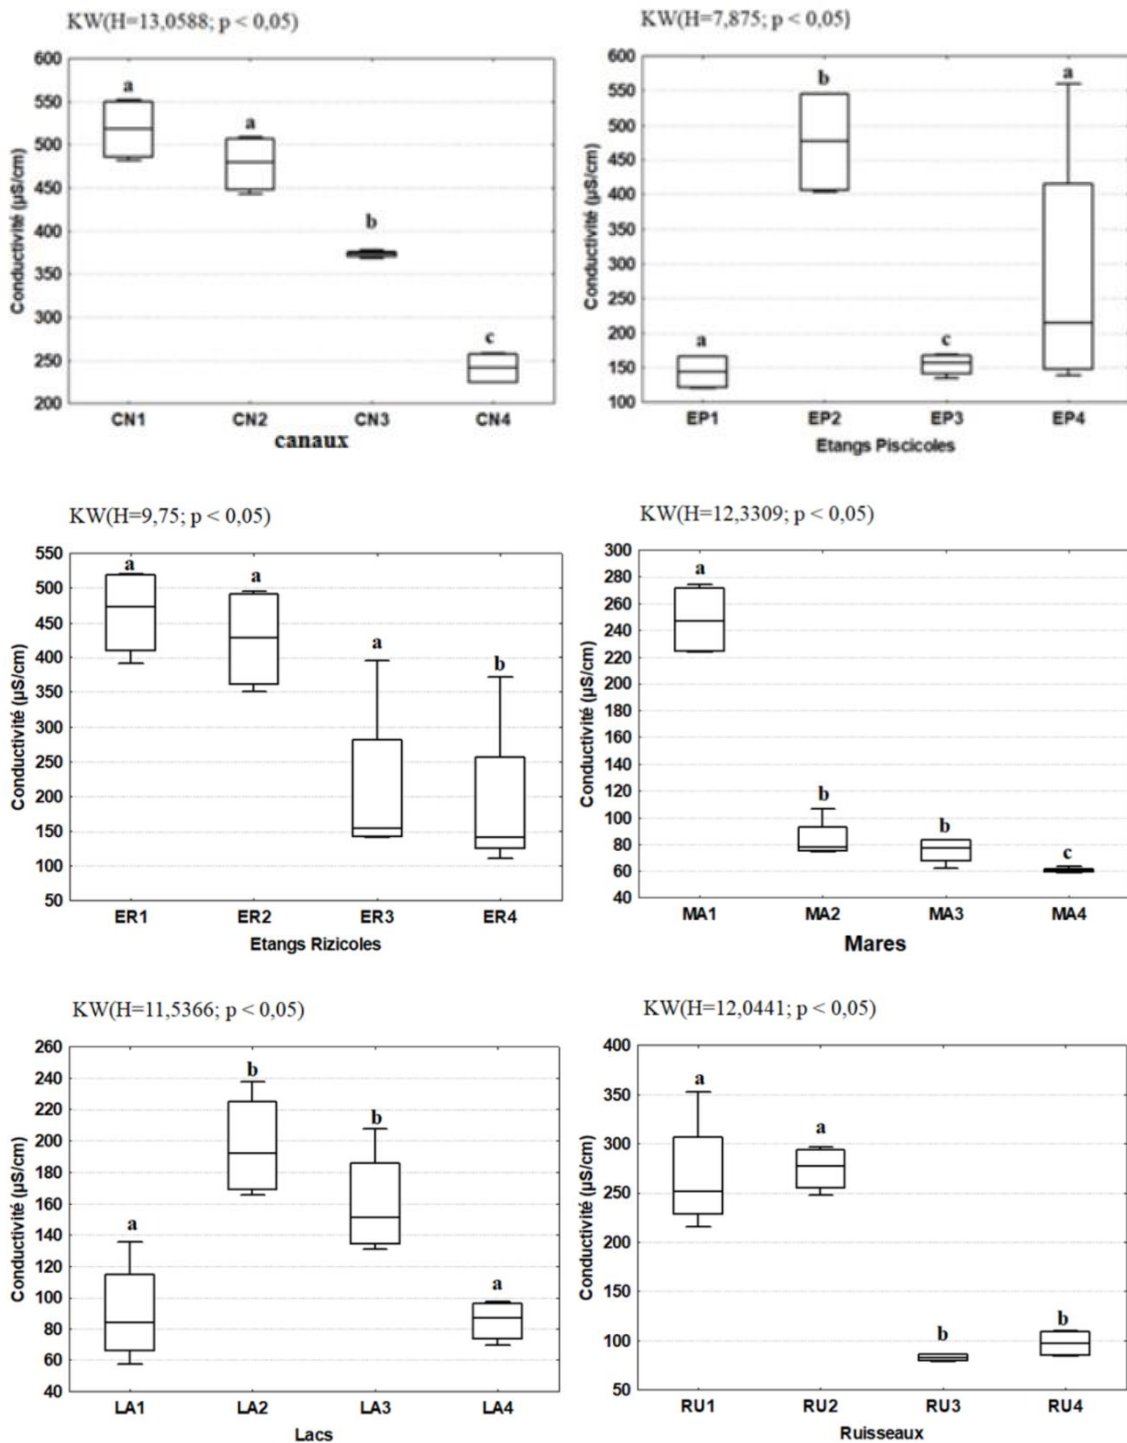 KW(H=13,0588; p < 0,05)
Conductivité (µS/cm)
600
550
500
450
400
350
300
250
200
a
a
b
c
CN1 CN2 CN3 CN4
canaux
KW(H=7,875; p < 0,05)
Conductivité (µS/cm)
600
550
500
450
400
350
300
250
200
150
100
a
b
c
a
EP1 EP2 EP3 EP4
Etangs Piscicoles
KW(H=9,75; p < 0,05)
Conductivité (µS/cm)
550
500
450
400
350
300
250
200
150
100
50
a
a
a
b
ER1 ER2 ER3 ER4
Etangs Rizicoles
KW(H=12,3309; p < 0,05)
Conductivité (µS/cm)
300
280
260
240
220
200
180
160
140
120
100
80
60
40
a
b
b
c
MA1 MA2 MA3 MA4
Mares
KW(H=11,5366; p < 0,05)
Conductivité (µS/cm)
260
240
220
200
180
160
140
120
100
80
60
40
a
b
b
a
LA1 LA2 LA3 LA4
Lacs
KW(H=12,0441; p < 0,05)
Conductivité (µS/cm)
400
350
300
250
200
150
100
50
a
a
b
b
RU1 RU2 RU3 RU4
Ruisseaux